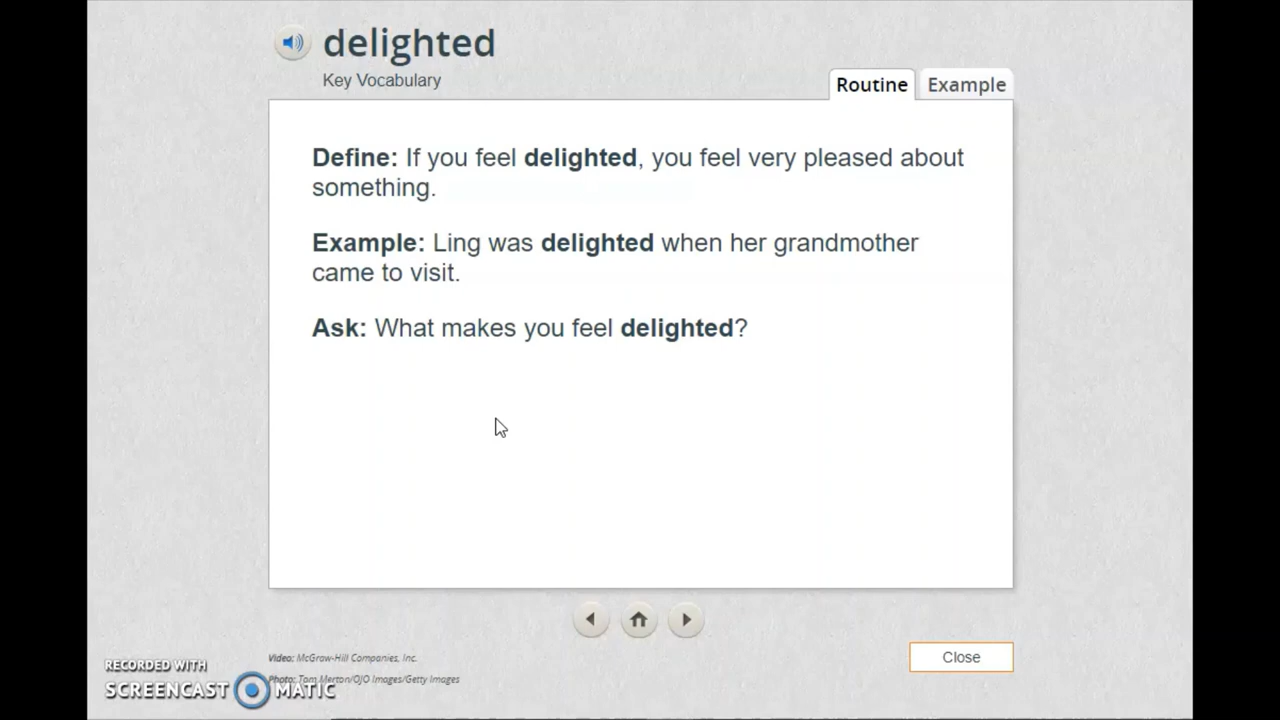 delighted
Key Vocabulary
Routine Example
Define: If you feel delighted, you feel very pleased about
something.
Example: Ling was delighted when her grandmother
came to visit.
Ask: What makes you feel delighted?
Close
Video: McGraw-Hill Companies, Inc.
Photo: Tom Merton/OJO Images/Getty Images
RECORDED WITH
SCREENCAST MATIC